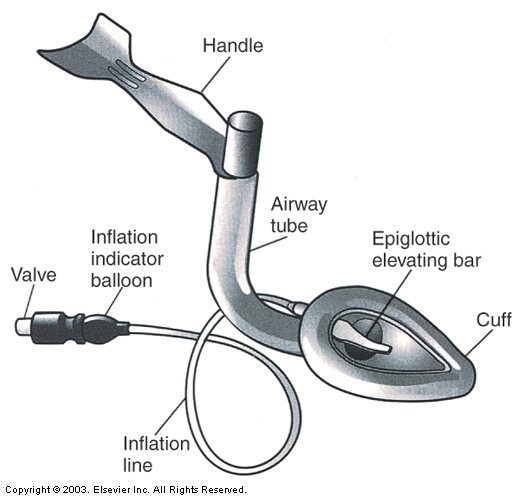 Handle
Airway
tube
Epiglottic
elevating bar
Inflation
indicator
balloon
Valve
Cuff
Inflation
line
Copyright © 2003. Elsevier Inc. All Rights Reserved.